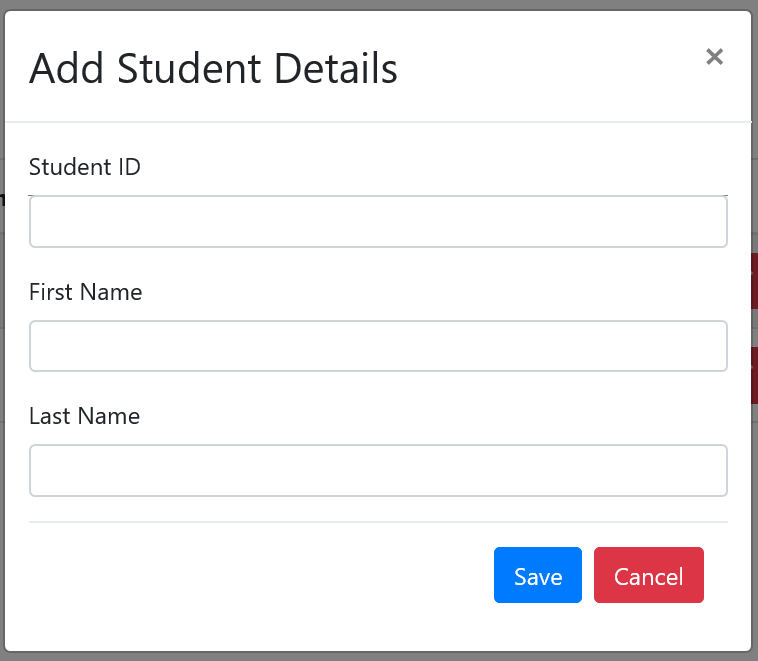 Add Student Details
×
Student ID
First Name
Last Name
Save Cancel